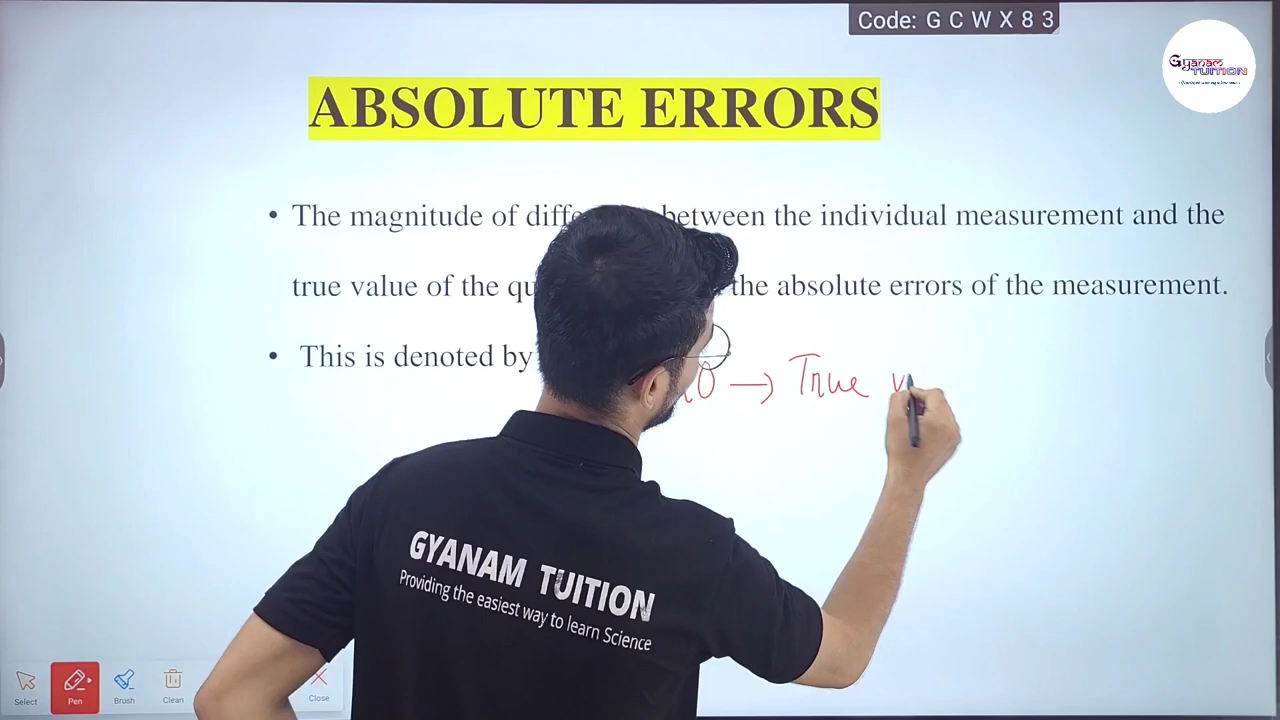 Code: G C W X 8 3
Gyanam
TUITION
ABSOLUTE ERRORS
• The magnitude of between the individual measurement and the
true value of the the absolute errors of the measurement.
• This is denoted by
→ True
GYANAM TUITION
Providing the easiest way to learn Science
Select
Pen
Brush
Clean
Close